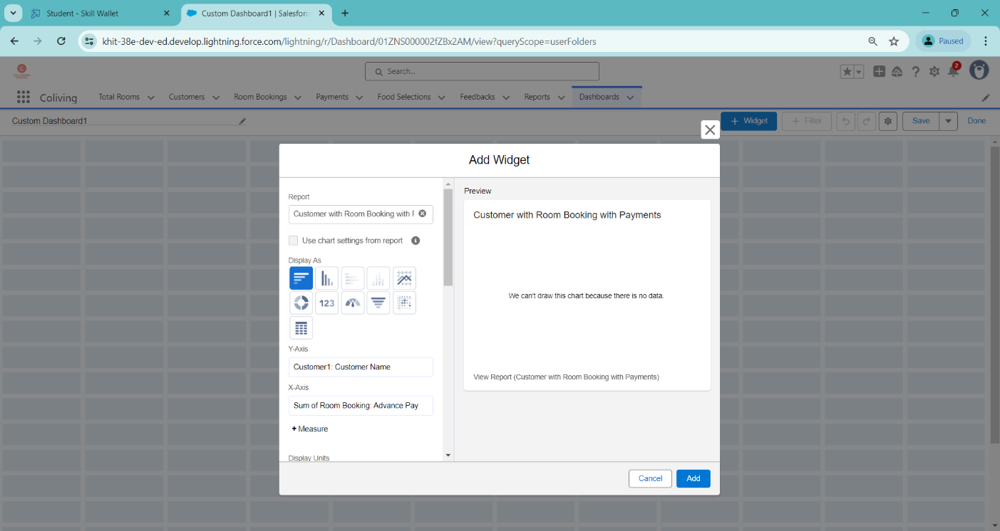 Student - Skill Wallet
Custom Dashboard1 | Salesforc
khit-38e-dev-ed.develop.lightning.force.com/lightning/r/Dashboard/01ZNS000002fZBx2AM/view?queryScope=userFolders
Paused
Search...
2
Coliving
Total Rooms
Customers
Room Bookings
Payments
Food Selections
Feedbacks
Reports
Dashboards
Custom Dashboard1
+ Widget
+ Filter
Save
Done
Add Widget
Report
Customer with Room Booking with F
Use chart settings from report
Display As
123
Y-Axis
Customer1: Customer Name
X-Axis
Sum of Room Booking: Advance Pay
+ Measure
Display Units
Preview
Customer with Room Booking with Payments
We can't draw this chart because there is no data.
View Report (Customer with Room Booking with Payments)
Cancel
Add